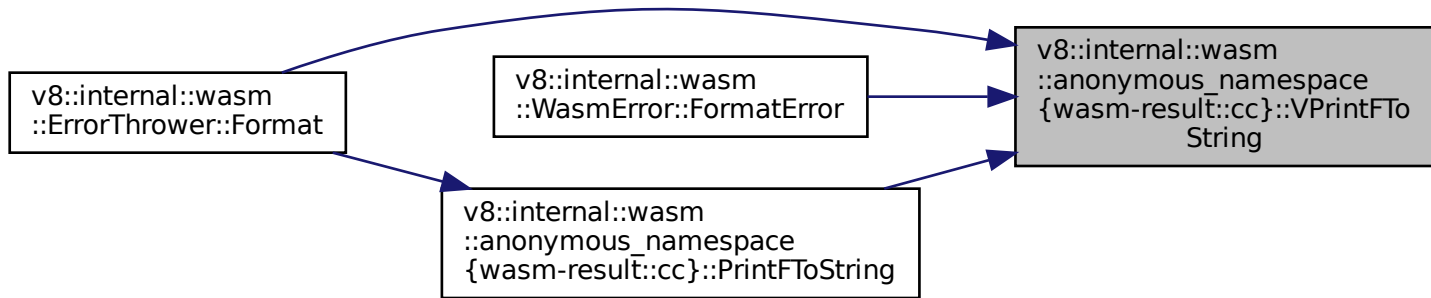 v8::internal::wasm
::ErrorThrower::Format
v8::internal::wasm
::WasmError::FormatError
v8::internal::wasm
::anonymous_namespace
{wasm-result::cc}::PrintFToString
v8::internal::wasm
::anonymous_namespace
{wasm-result::cc}::VPrintFTo
String